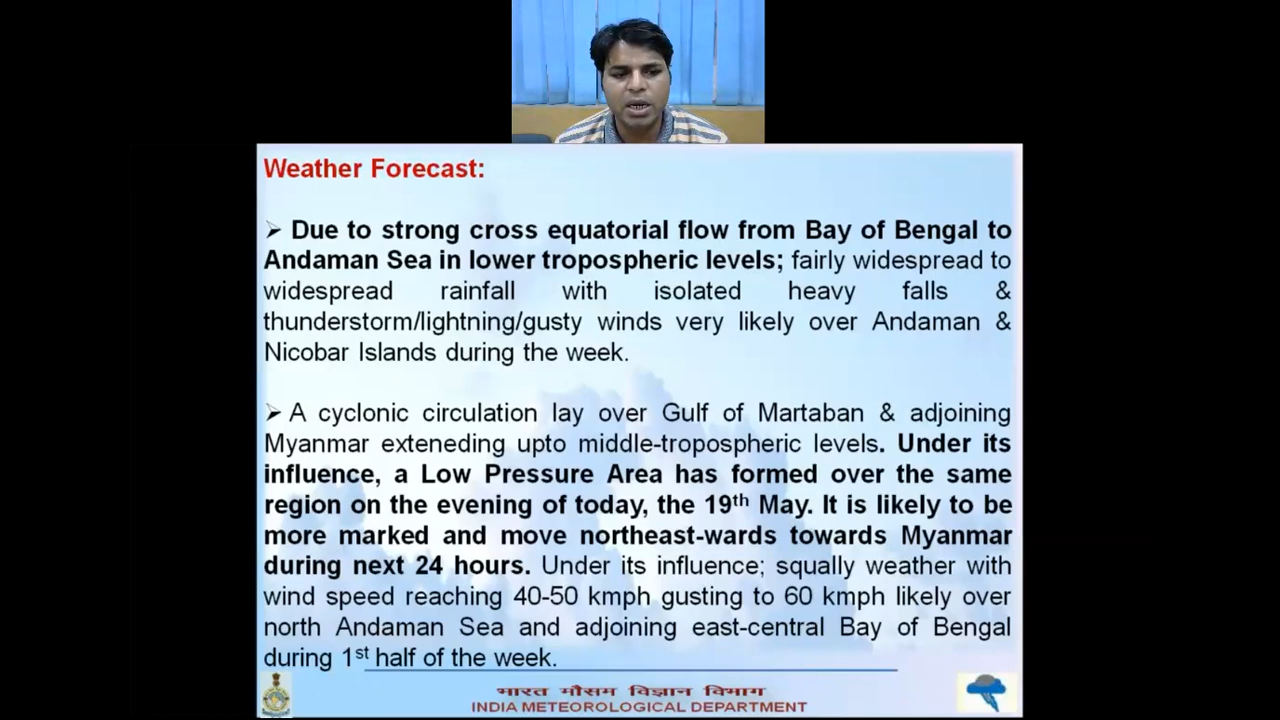 Weather Forecast:
➢ Due to strong cross equatorial flow from Bay of Bengal to
Andaman Sea in lower tropospheric levels; fairly widespread to
widespread rainfall with isolated heavy falls &
thunderstorm/lightning/gusty winds very likely over Andaman &
Nicobar Islands during the week.
➢ A cyclonic circulation lay over Gulf of Martaban & adjoining
Myanmar exteneding upto middle-tropospheric levels. Under its
influence, a Low Pressure Area has formed over the same
region on the evening of today, the 19th May. It is likely to be
more marked and move northeast-wards towards Myanmar
during next 24 hours. Under its influence; squally weather with
wind speed reaching 40-50 kmph gusting to 60 kmph likely over
north Andaman Sea and adjoining east-central Bay of Bengal
during 1st half of the week.
भारत मौसम विज्ञान विभाग
INDIA METEOROLOGICAL DEPARTMENT